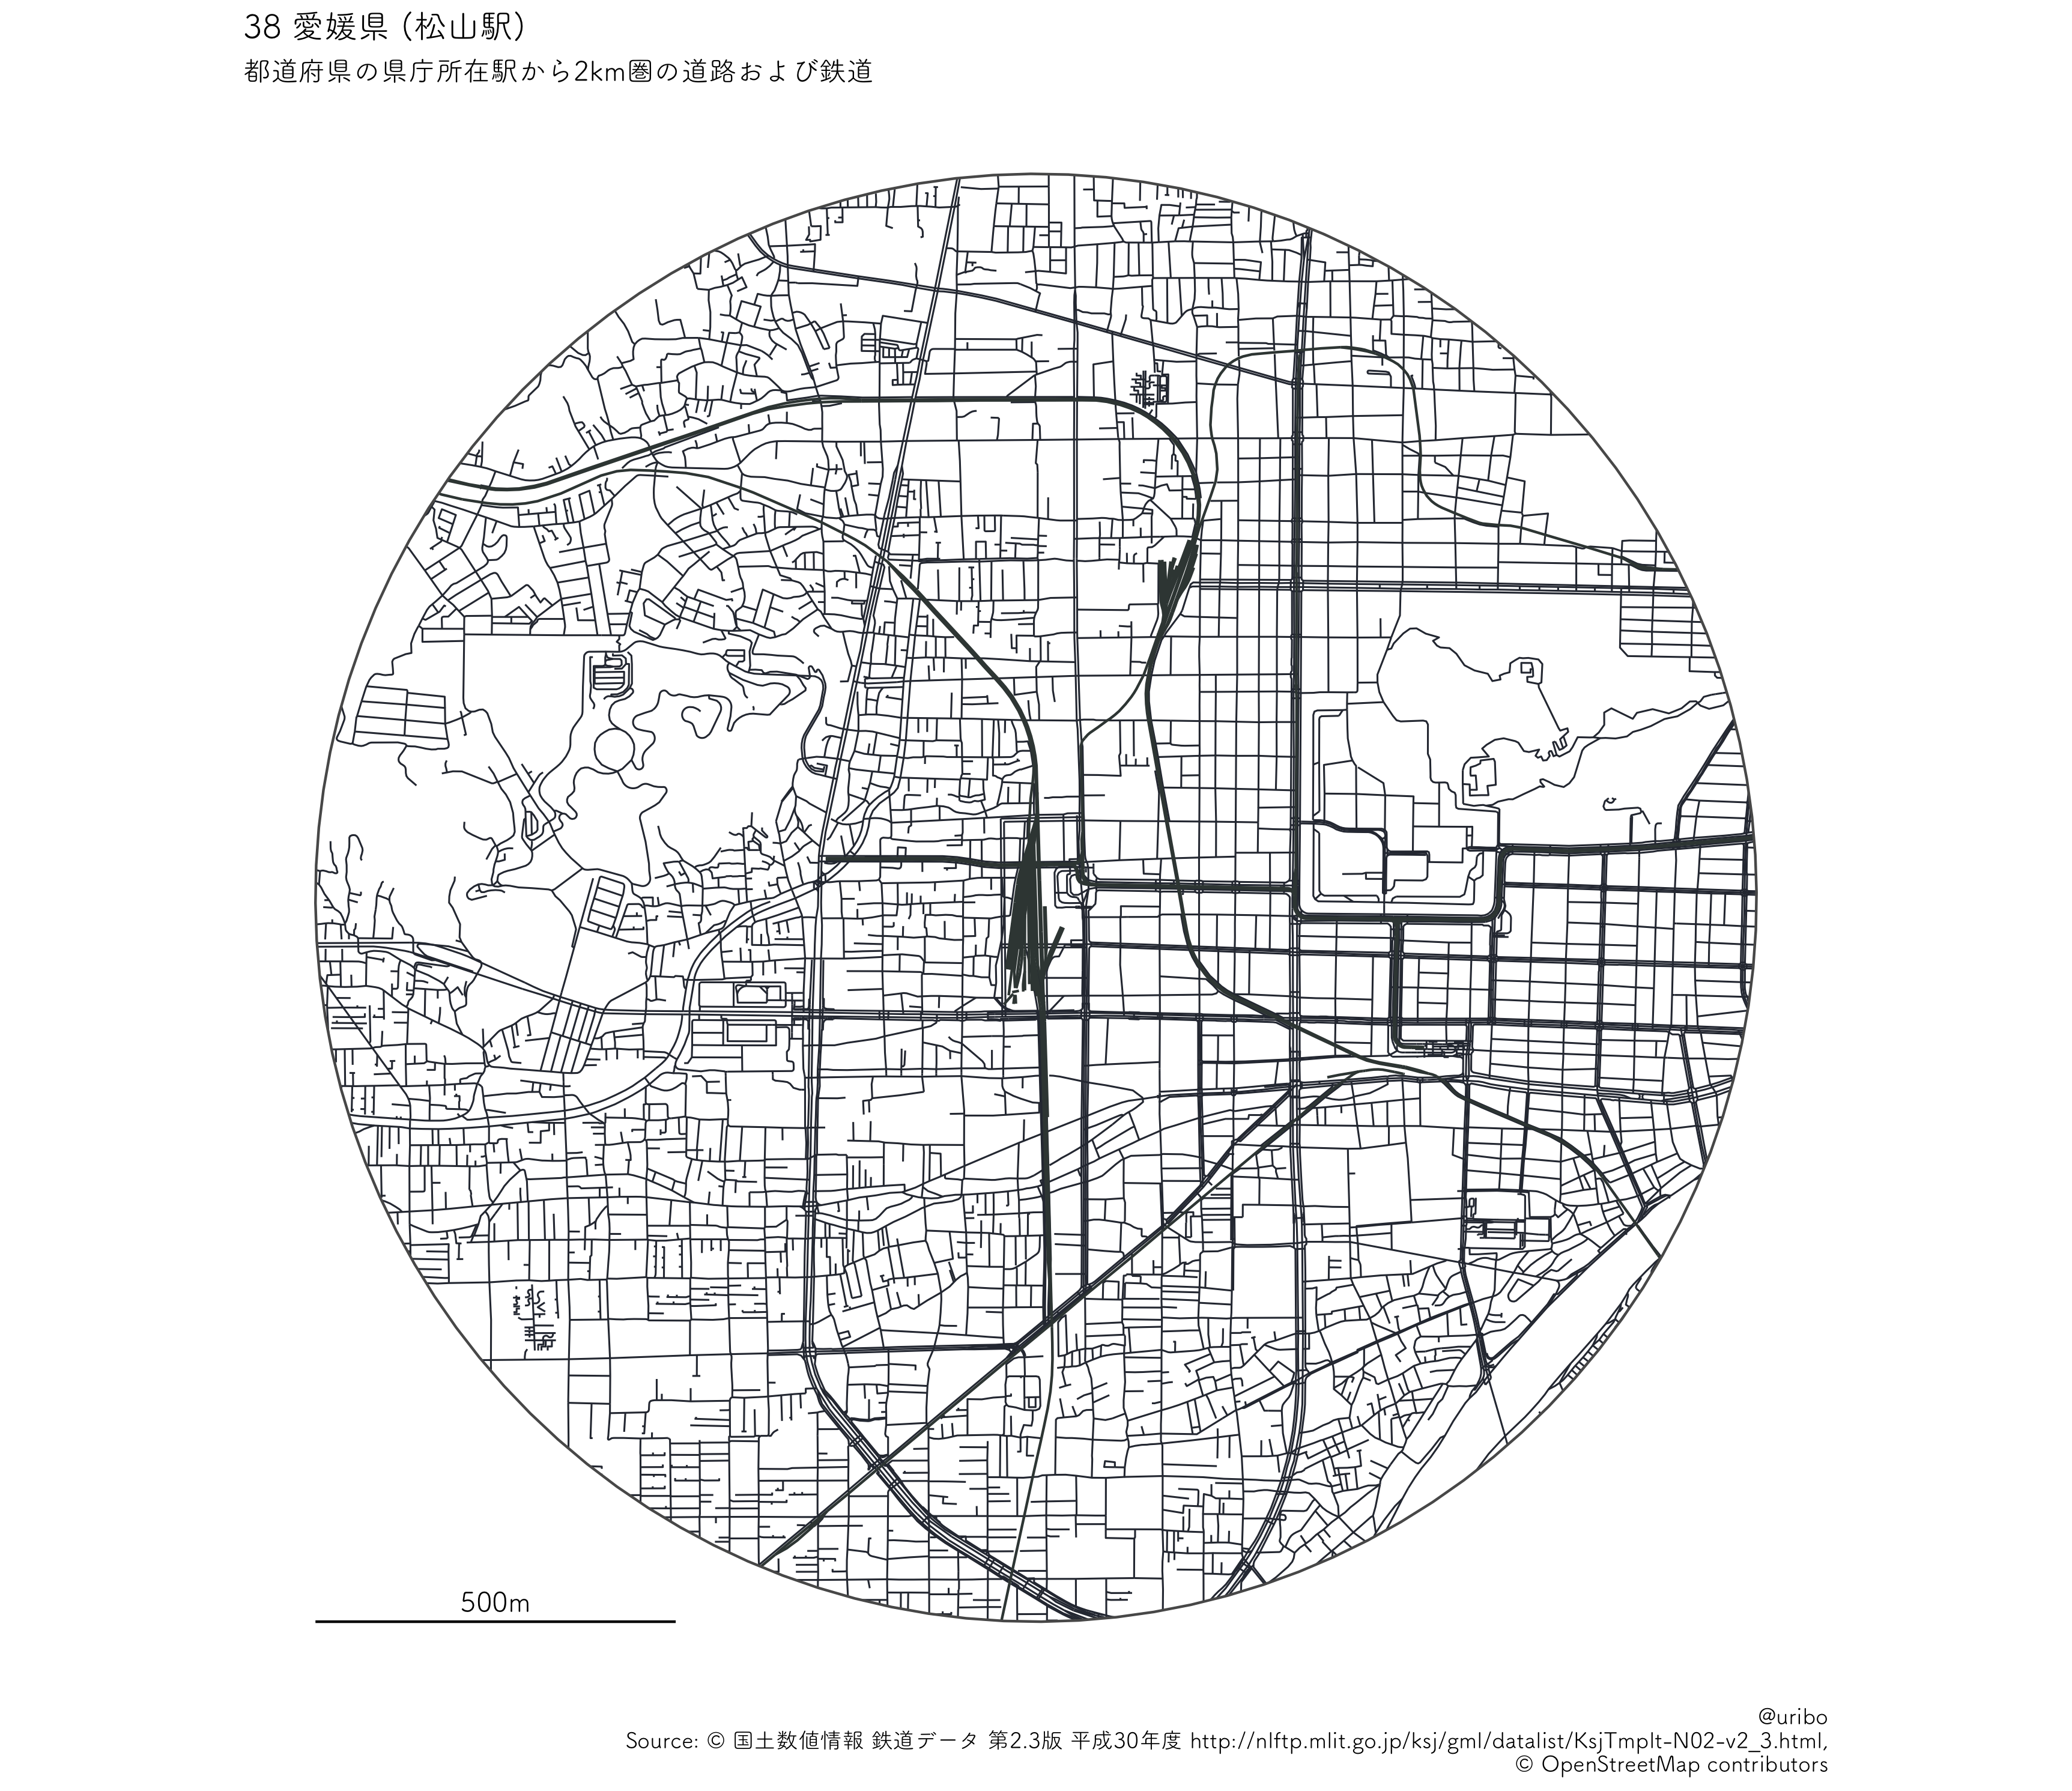 38 愛媛県 (松山駅)
都道府県の県庁所在駅から2km圏の道路および鉄道
500m
@uribo
Source: © 国土数値情報 鉄道データ 第2.3版 平成30年度 http://nlftp.mlit.go.jp/ksj/gml/datalist/KsjTmplt-N02-v2_3.html,
© OpenStreetMap contributors